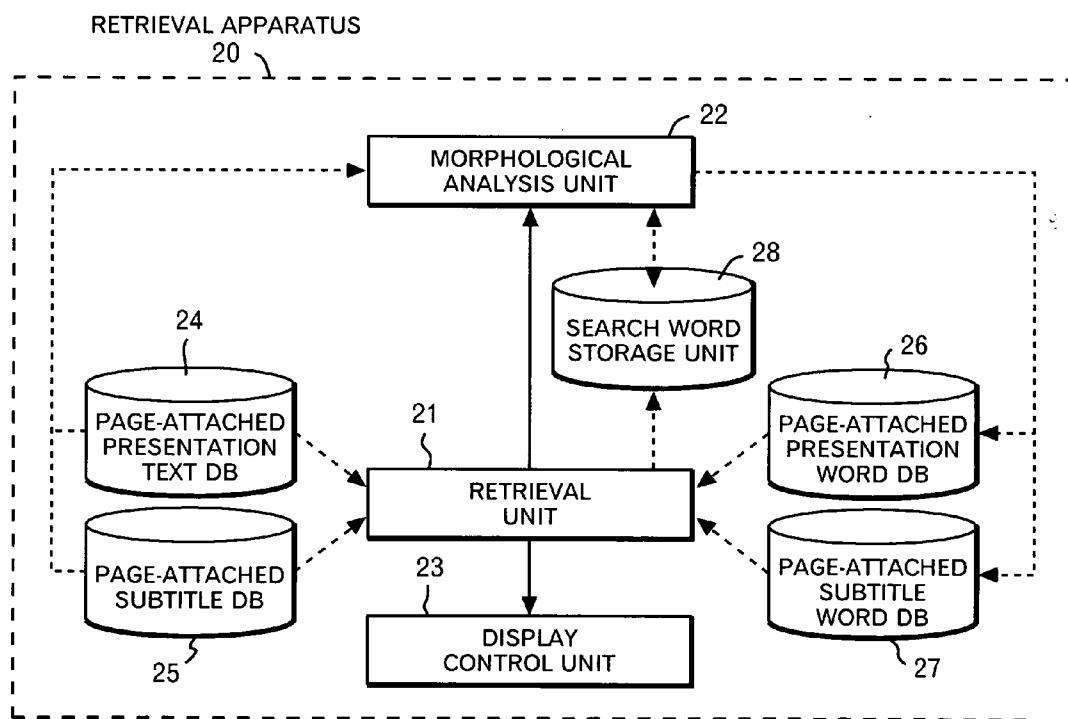 RETRIEVAL APPARATUS
20
22
MORPHOLOGICAL
ANALYSIS UNIT
28
SEARCH WORD
STORAGE UNIT
24
PAGE-ATTACHED
PRESENTATION
TEXT DB
21
RETRIEVAL
UNIT
26
PAGE-ATTACHED
PRESENTATION
WORD DB
PAGE-ATTACHED
SUBTITLE DB
25
23
DISPLAY
CONTROL UNIT
PAGE-ATTACHED
SUBTITLE
WORD DB
27